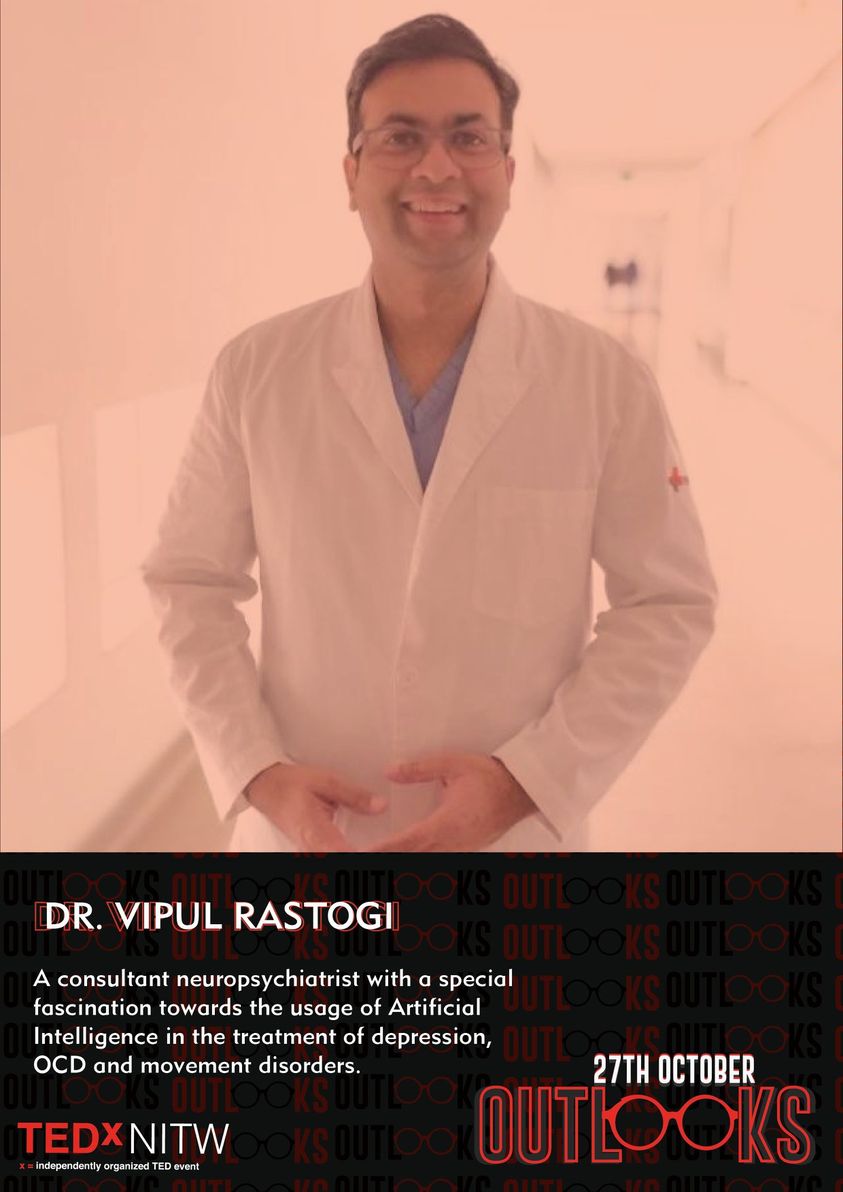 DR. VIPUL RASTOGI
A consultant neuropsychiatrist with a special
fascination towards the usage of Artificial
Intelligence in the treatment of depression,
OCD and movement disorders.
27TH OCTOBER
OUTLOOKS
TEDxNITW
x = independently organized TED event